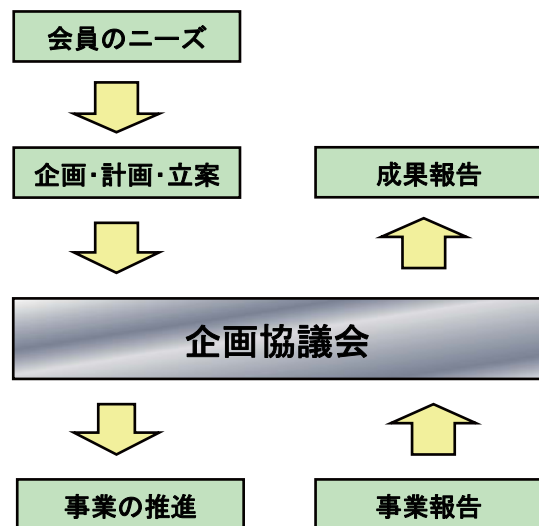 会員のニーズ
企画・計画・立案
成果報告
企画協議会
事業の推進
事業報告